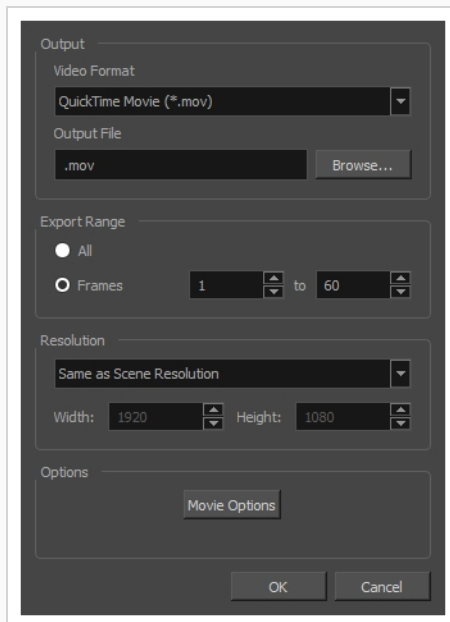 Output
Video Format
QuickTime Movie (*.mov)
Output File
.mov Browse...
Export Range
All
Frames 1 to 60
Resolution
Same as Scene Resolution
Width: 1920 Height: 1080
Options
Movie Options
OK Cancel